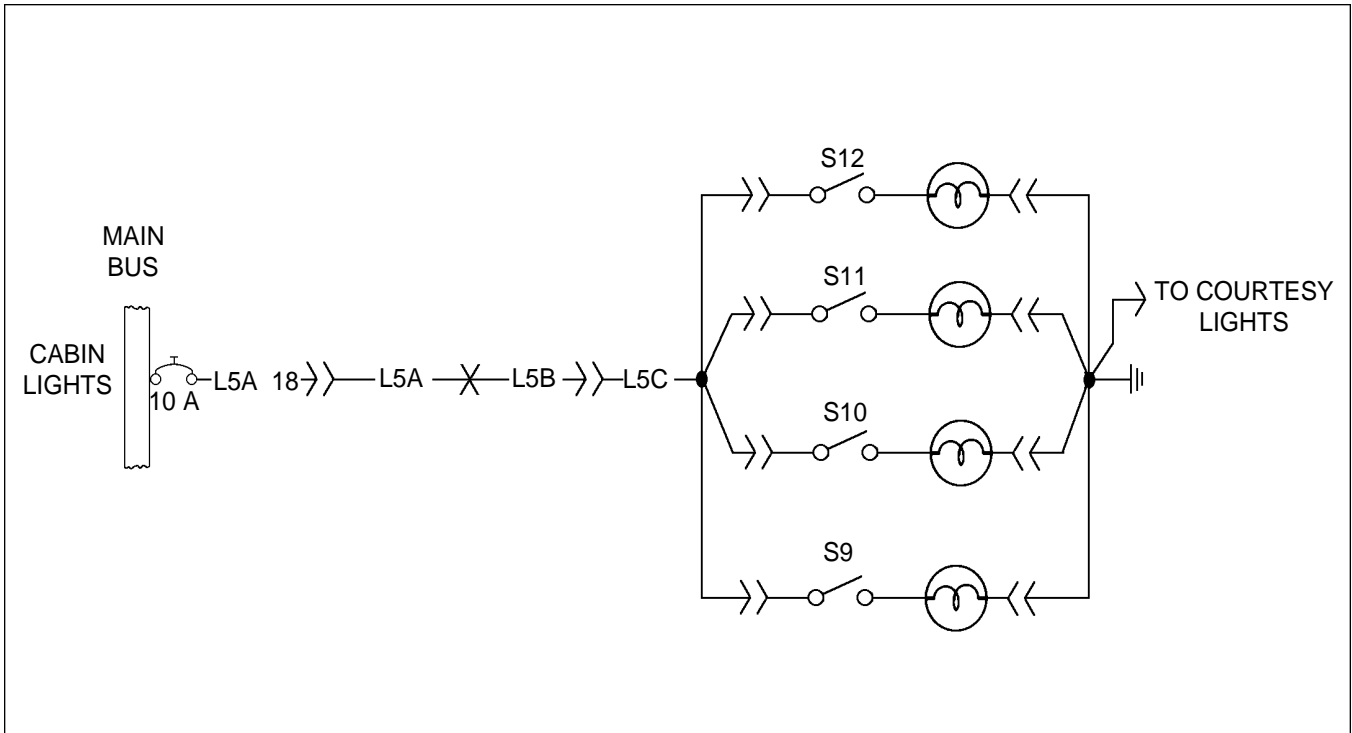 S12
MAIN
BUS
S11
TO COURTESY
LIGHTS
CABIN
LIGHTS
L5A 18 L5A L5B L5C
10 A
S10
S9